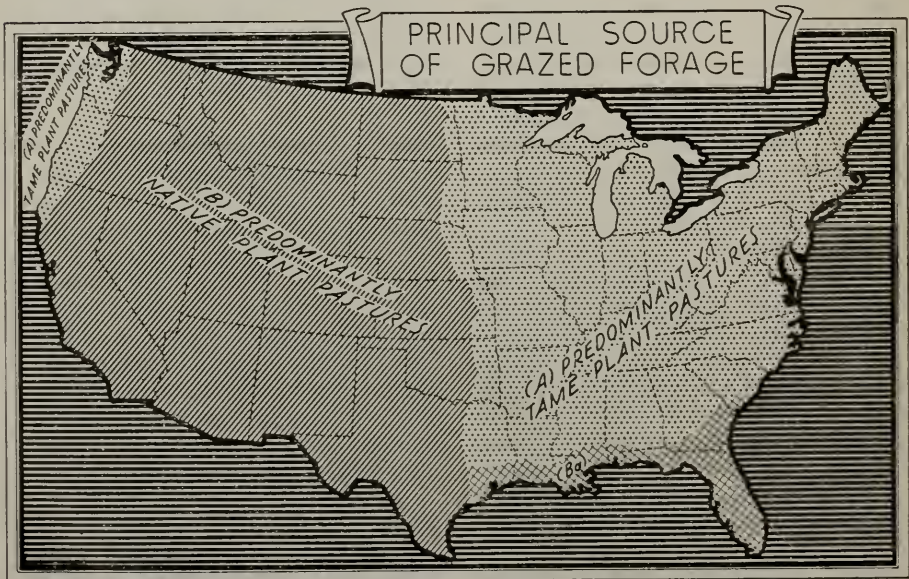 PRINCIPAL SOURCE
OF GRAZED FORAGE
(A) PREDOMINANTLY
TAME PLANT PASTURES
(B) PREDOMINANTLY
NATIVE PLANT PASTURES
(A) PREDOMINANTLY
TAME PLANT PASTURES
(Ba)